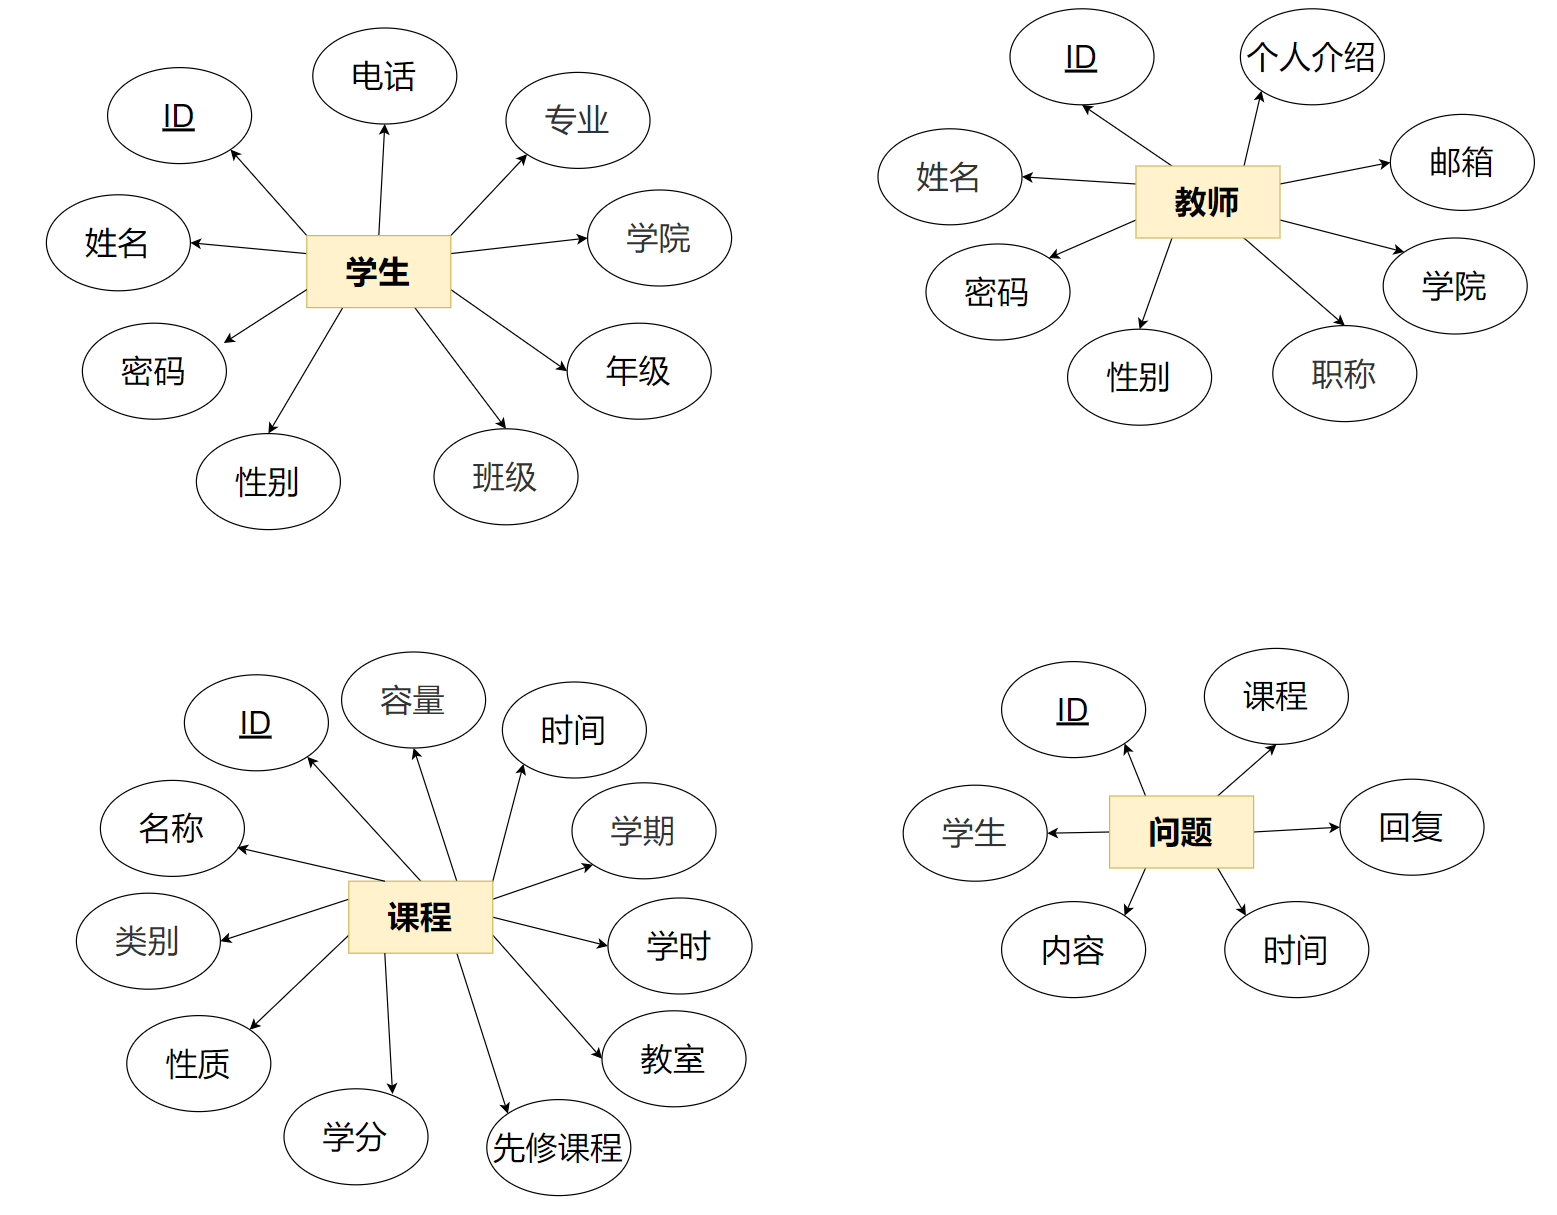 电话
ID
专业
姓名
学院
学生
密码
年级
性别
班级
ID
个人介绍
姓名
邮箱
教师
密码
学院
性别
职称
ID
容量
时间
名称
学期
课程
类别
学时
性质
教室
学分
先修课程
ID
课程
学生
问题
回复
内容
时间